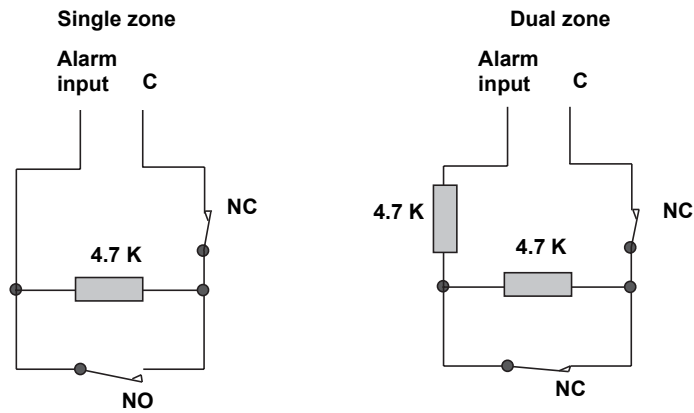 Single zone
Alarm
input C
NC
4.7 K
NO
Dual zone
Alarm
input C
4.7 K
NC
4.7 K
NC